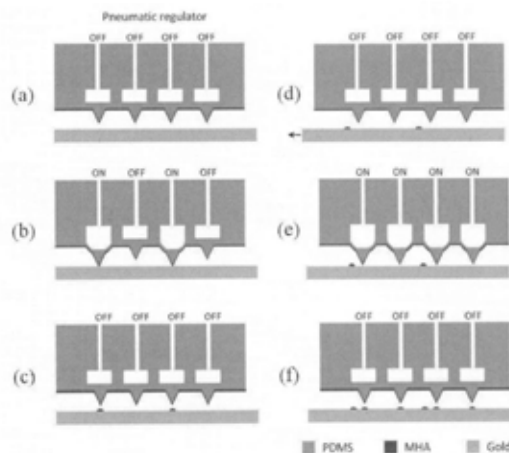 Pneumatic regulator
OFF OFF OFF OFF
(a)
OFF OFF OFF OFF
(d)
ON OFF ON OFF
(b)
ON ON ON ON
(e)
OFF OFF OFF OFF
(c)
OFF OFF OFF OFF
(f)
PDMS MHA Gold